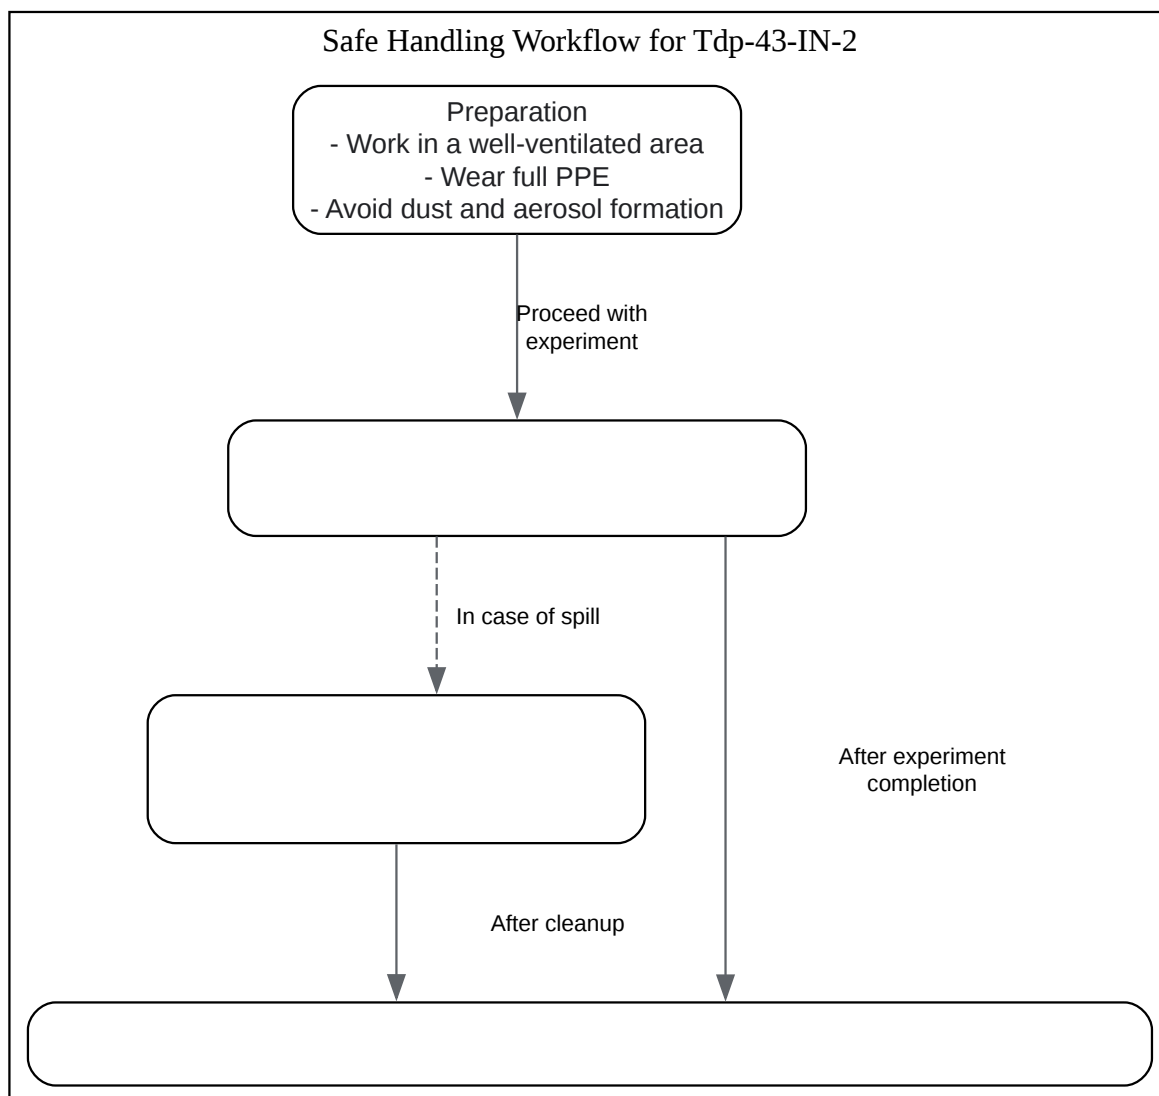 Safe Handling Workflow for Tdp-43-IN-2
Preparation
- Work in a well-ventilated area
- Wear full PPE
- Avoid dust and aerosol formation
Proceed with
experiment
In case of spill
After experiment
completion
After cleanup